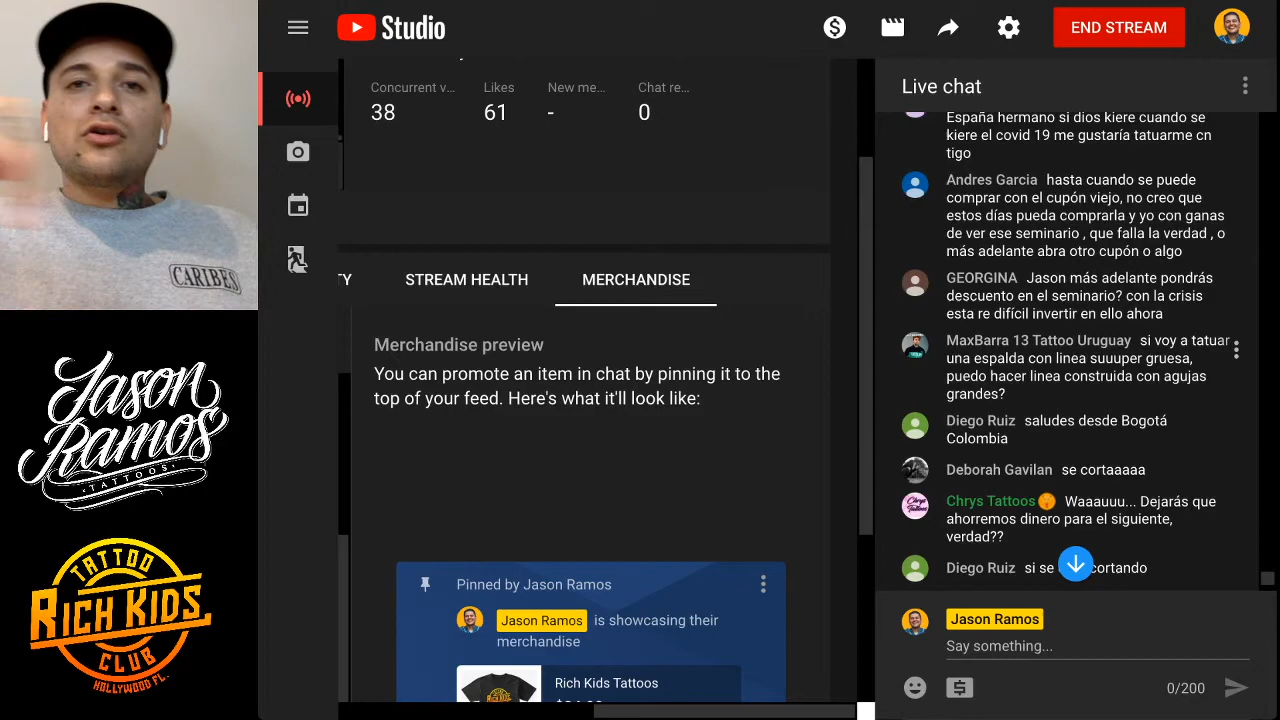 Studio
END STREAM
Concurrent v... Likes New me... Chat re...
38 61 - 0
TY STREAM HEALTH MERCHANDISE
Merchandise preview
You can promote an item in chat by pinning it to the
top of your feed. Here's what it'll look like:
Pinned by Jason Ramos
Jason Ramos is showcasing their
merchandise
Rich Kids Tattoos
Live chat
España hermano si dios kiere cuando se
kiere el covid 19 me gustaría tatuarme cn
tigo
Andres Garcia hasta cuando se puede
comprar con el cupón viejo, no creo que
estos días pueda comprarla y yo con ganas
de ver ese seminario , que falla la verdad , o
más adelante abra otro cupón o algo
GEORGINA Jason más adelante pondrás
descuento en el seminario? con la crisis
esta re difícil invertir en ello ahora
MaxBarra 13 Tattoo Uruguay si voy a tatuar
una espalda con linea suuuper gruesa,
puedo hacer linea construida con agujas
grandes?
Diego Ruiz saludes desde Bogotá
Colombia
Deborah Gavilan se cortaaaaa
Chrys Tattoos Waaauuu... Dejarás que
ahorremos dinero para el siguiente,
verdad??
Diego Ruiz si se cortando
Jason Ramos
Say something...
0/200
CARIBES
Jason
Ramos
TATTOOS
TATTOO
RICH KIDS
CLUB
HOLLYWOOD FL.